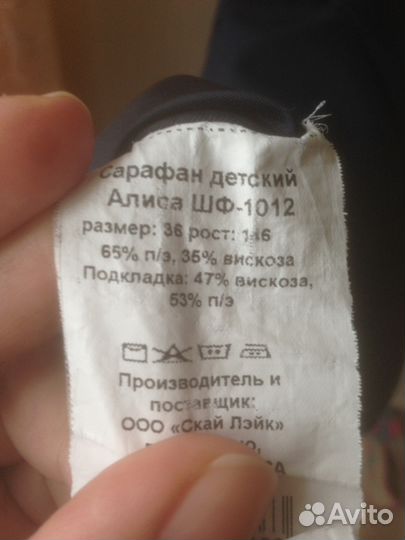 Сарафан детский
Алиса ШФ-1012
размер: 36 рост: 146
65% п/э, 35% вискоза
Подкладка: 47% вискоза,
53% п/э
Производитель и
поставщик:
ООО «Скай Лэйк»
Avito